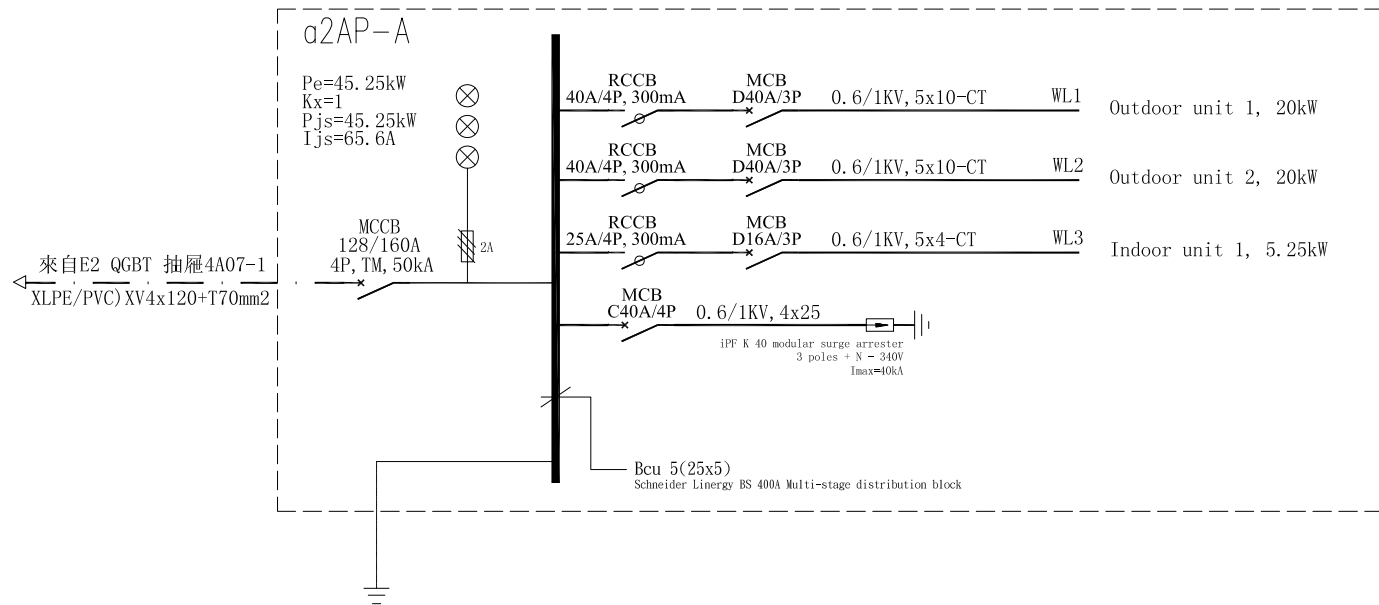 a2AP-A
Pe=45.25kW
Kx=1
Pjs=45.25kW
Ijs=65.6A
2A
MCCB
128/160A
4P, TM, 50kA
來自E2 QGBT 抽屜4A07-1
XLPE/PVC)XV4x120+T70mm2
RCCB
40A/4P, 300mA
MCB
D40A/3P
0.6/1KV, 5x10-CT
WL1
Outdoor unit 1, 20kW
RCCB
40A/4P, 300mA
MCB
D40A/3P
0.6/1KV, 5x10-CT
WL2
Outdoor unit 2, 20kW
RCCB
25A/4P, 300mA
MCB
D16A/3P
0.6/1KV, 5x4-CT
WL3
Indoor unit 1, 5.25kW
MCB
C40A/4P
0.6/1KV, 4x25
iPF K 40 modular surge arrester
3 poles + N - 340V
Imax=40kA
Bcu 5(25x5)
Schneider Linergy BS 400A Multi-stage distribution block